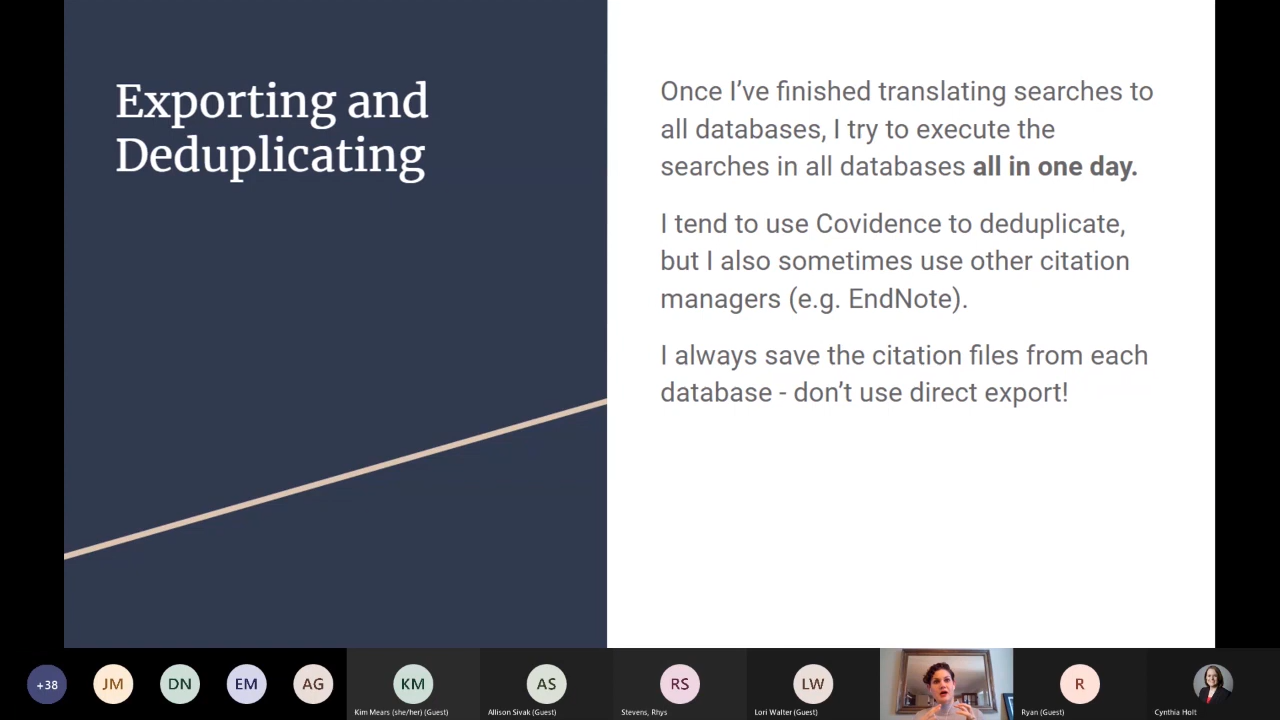 Exporting and
Deduplicating
Once I’ve finished translating searches to
all databases, I try to execute the
searches in all databases all in one day.
I tend to use Covidence to deduplicate,
but I also sometimes use other citation
managers (e.g. EndNote).
I always save the citation files from each
database - don’t use direct export!
+38
JM
DN
EM
AG
KM
Kim Mears (she/her) (Guest)
AS
Allison Sivak (Guest)
RS
Stevens, Rhys
LW
Lori Walter (Guest)
R
Ryan (Guest)
Cynthia Holt